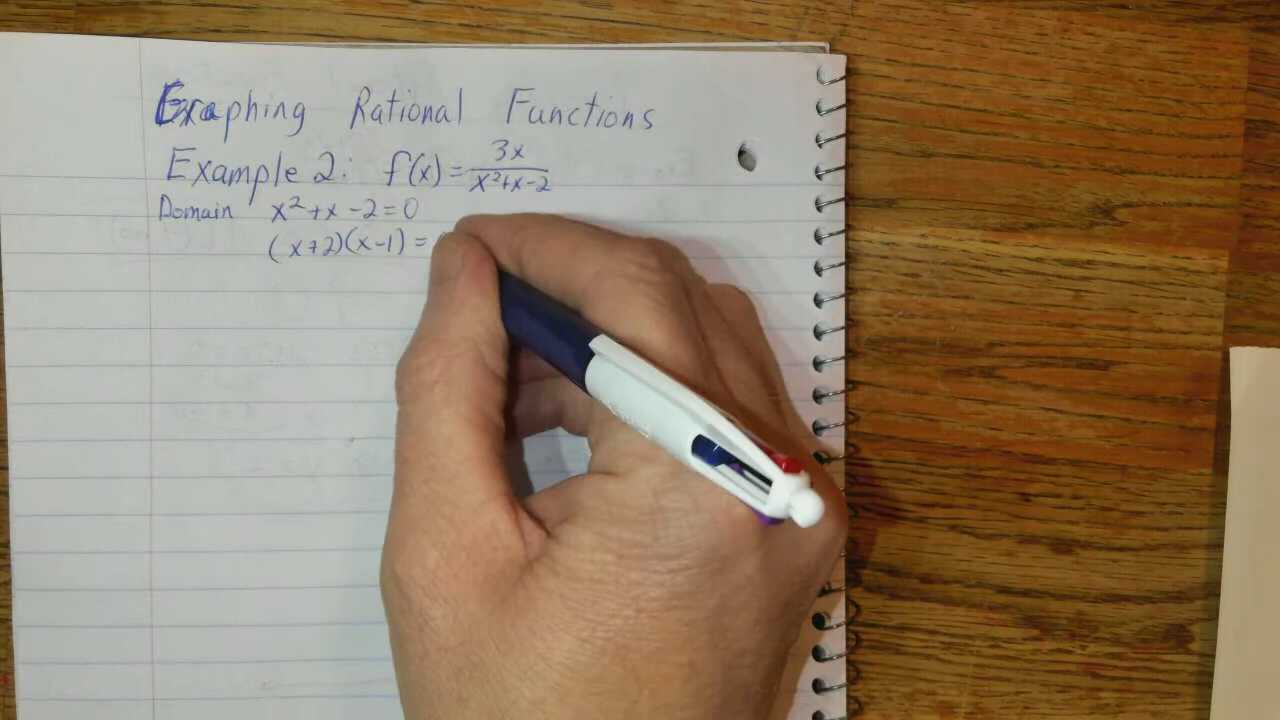 Graphing Rational Functions
Example 2: f(x) = 3x / x²+x-2
Domain x²+x-2=0
(x+2)(x-1) =